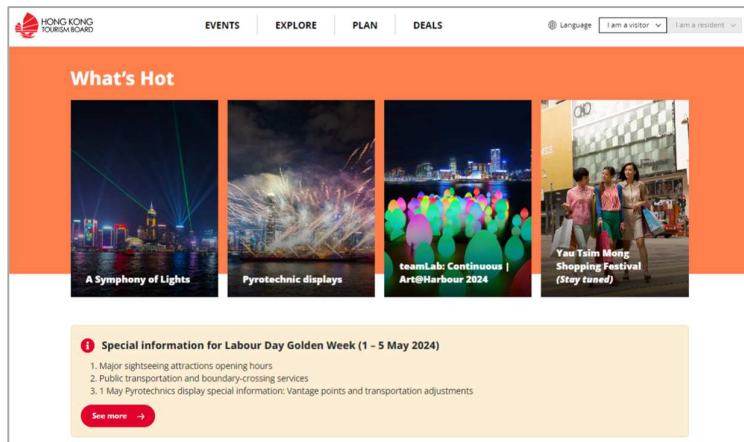 HONG KONG
TOURISM BOARD
EVENTS
EXPLORE
PLAN
DEALS
Language
I am a visitor
I am a resident
What's Hot
A Symphony of Lights
Pyrotechnic displays
teamLab: Continuous |
Art@Harbour 2024
Yau Tsim Mong
Shopping Festival
(Stay tuned)
Special information for Labour Day Golden Week (1 – 5 May 2024)
1. Major sightseeing attractions opening hours
2. Public transportation and boundary-crossing services
3. 1 May Pyrotechnics display special information: Vantage points and transportation adjustments
See more